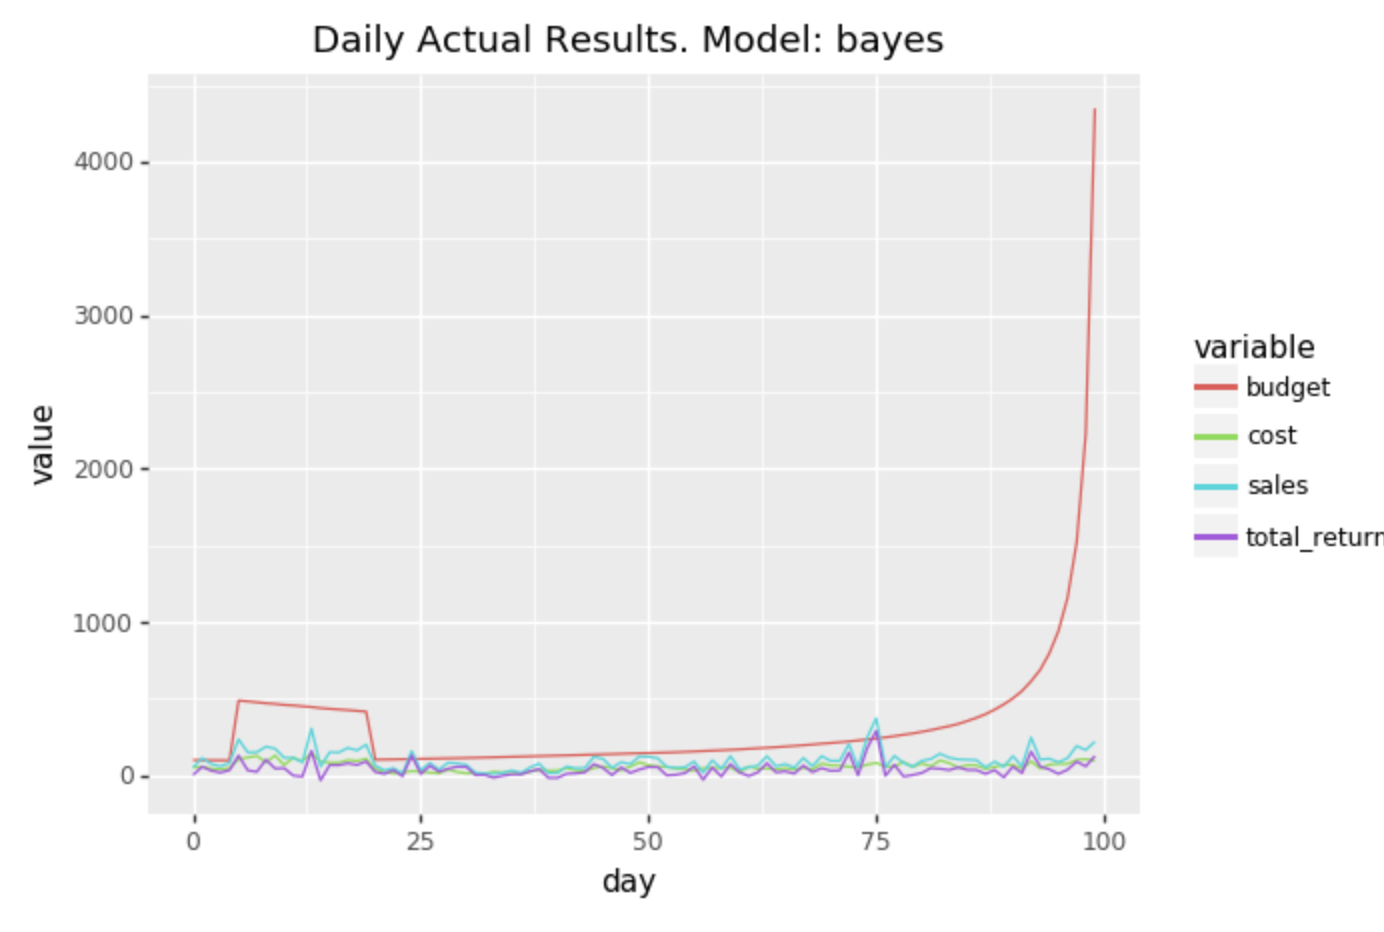 Daily Actual Results. Model: bayes
4000
3000
2000
1000
0
value
0 25 50 75 100
day
variable
budget
cost
sales
total_return